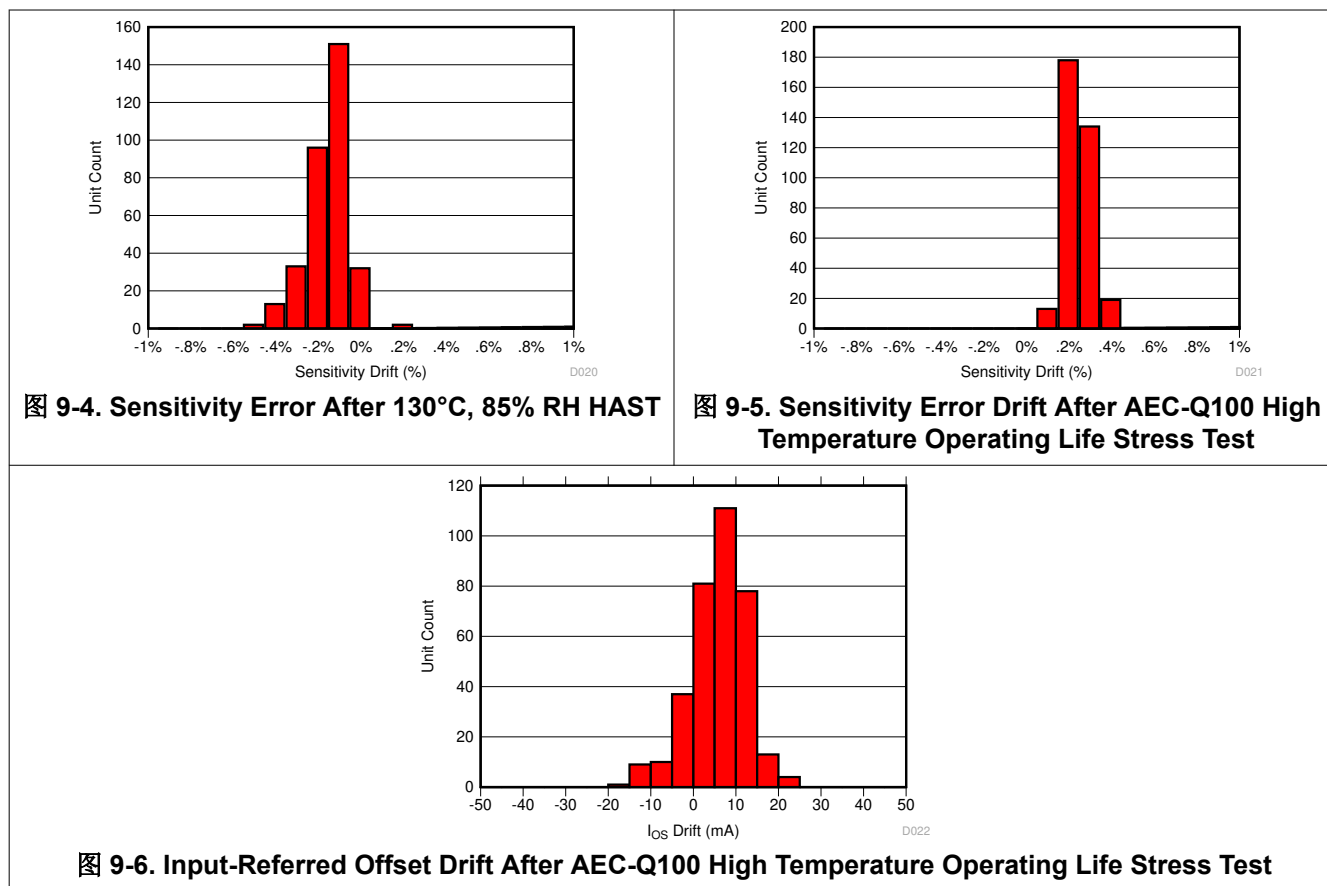 160
140
120
100
80
60
40
20
0
Unit Count
-1% -.8% -.6% -.4% -.2% 0% .2% .4% .6% .8% 1%
Sensitivity Drift (%)
D020
图 9-4. Sensitivity Error After 130°C, 85% RH HAST
200
180
160
140
120
100
80
60
40
20
0
Unit Count
-1% -.8% -.6% -.4% -.2% 0% .2% .4% .6% .8% 1%
Sensitivity Drift (%)
D021
图 9-5. Sensitivity Error Drift After AEC-Q100 High
Temperature Operating Life Stress Test
120
100
80
60
40
20
0
Unit Count
-50 -40 -30 -20 -10 0 10 20 30 40 50
IOS Drift (mA)
D022
图 9-6. Input-Referred Offset Drift After AEC-Q100 High Temperature Operating Life Stress Test